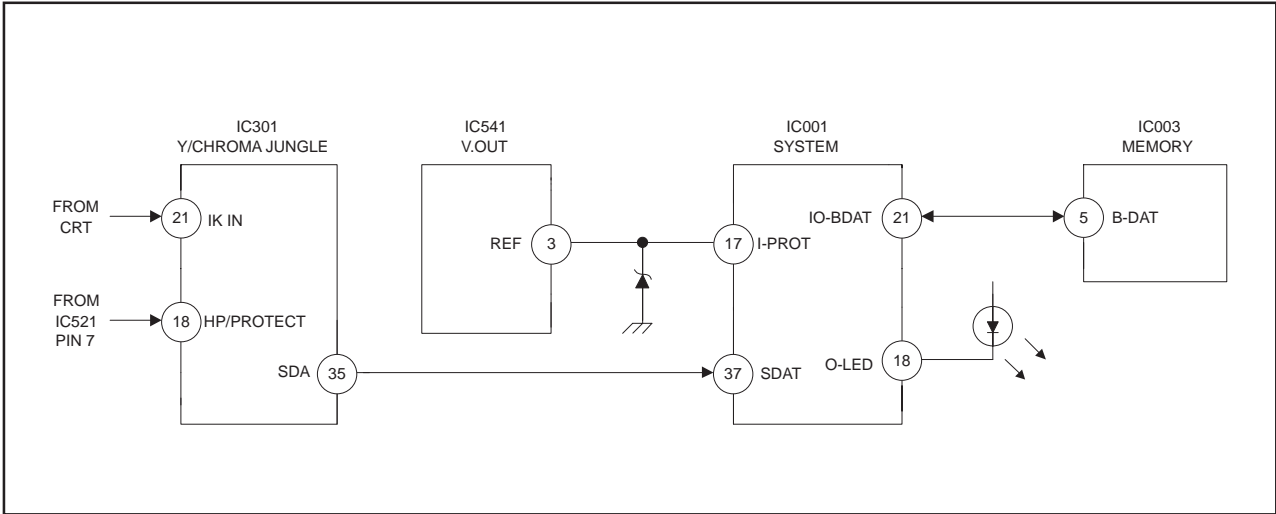 IC301
Y/CHROMA JUNGLE
FROM
CRT
21
IK IN
FROM
IC521
PIN 7
18
HP/PROTECT
SDA
35
IC541
V.OUT
REF
3
IC001
SYSTEM
17
I-PROT
37
SDAT
IO-BDAT
21
O-LED
18
IC003
MEMORY
5
B-DAT